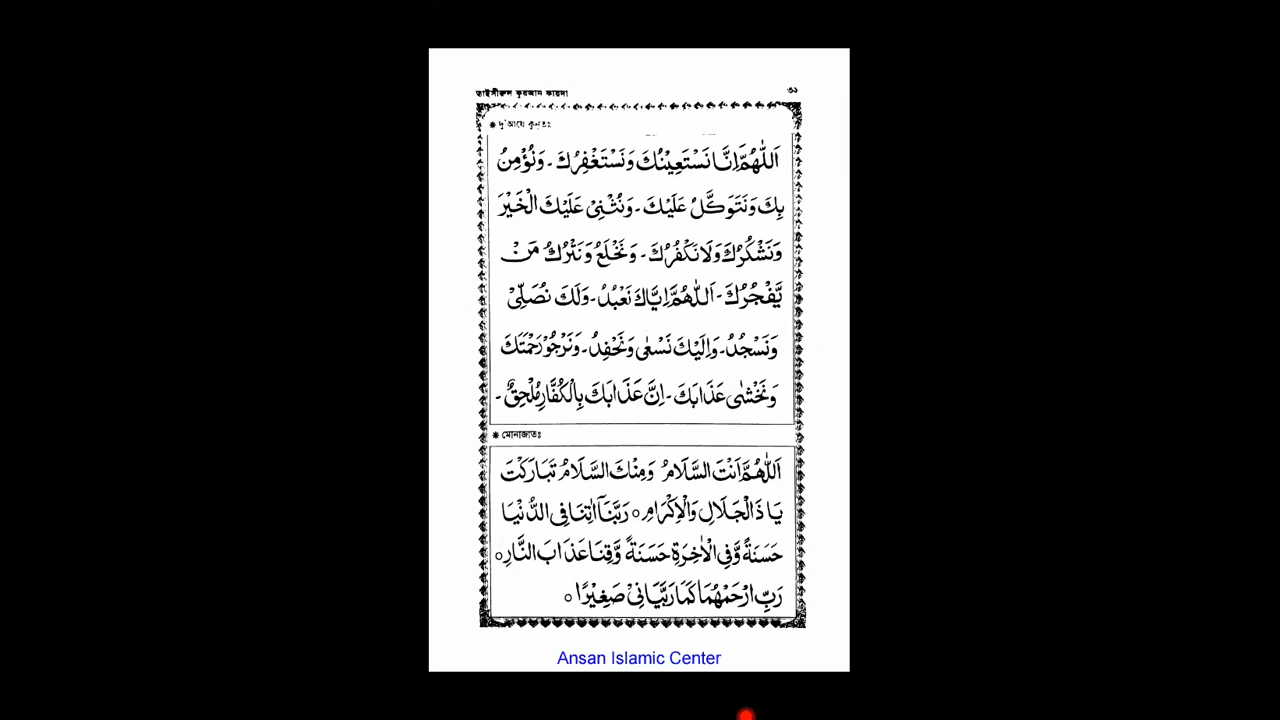 তাইসীরুল কুরআন কায়দা ৩১
❋ দু'আয়ে কুনূতঃ
اَللّٰهُمَّ اِنَّا نَسْتَعِيْنُكَ وَنَسْتَغْفِرُكَ ـ وَنُؤْمِنُ
بِكَ وَنَتَوَكَّلُ عَلَيْكَ ـ وَنُثْنِىْ عَلَيْكَ الْخَيْرَ
وَنَشْكُرُكَ وَلَا نَكْفُرُكَ ـ وَنَخْلَعُ وَنَتْرُكُ مَنْ
يَّفْجُرُكَ ـ اَللّٰهُمَّ اِيَّاكَ نَعْبُدُ ـ وَلَكَ نُصَلِّىْ
وَنَسْجُدُ ـ وَاِلَيْكَ نَسْعٰى وَنَحْفِدُ ـ وَنَرْجُوْ رَحْمَتَكَ
وَنَخْشٰى عَذَابَكَ ـ اِنَّ عَذَابَكَ بِالْكُفَّارِ مُلْحِقٌ ـ
❋ মোনাজাতঃ
اَللّٰهُمَّ اَنْتَ السَّلَامُ وَمِنْكَ السَّلَامُ تَبَارَكْتَ
يَا ذَالْجَلَالِ وَالْاِكْرَامِ ○ رَبَّنَآ اٰتِنَا فِى الدُّنْيَا
حَسَنَةً وَّفِى الْاٰخِرَةِ حَسَنَةً وَّقِنَا عَذَابَ النَّارِ ○
رَبِّ ارْحَمْهُمَا كَمَا رَبَّيَانِىْ صَغِيْرًا ○
Ansan Islamic Center